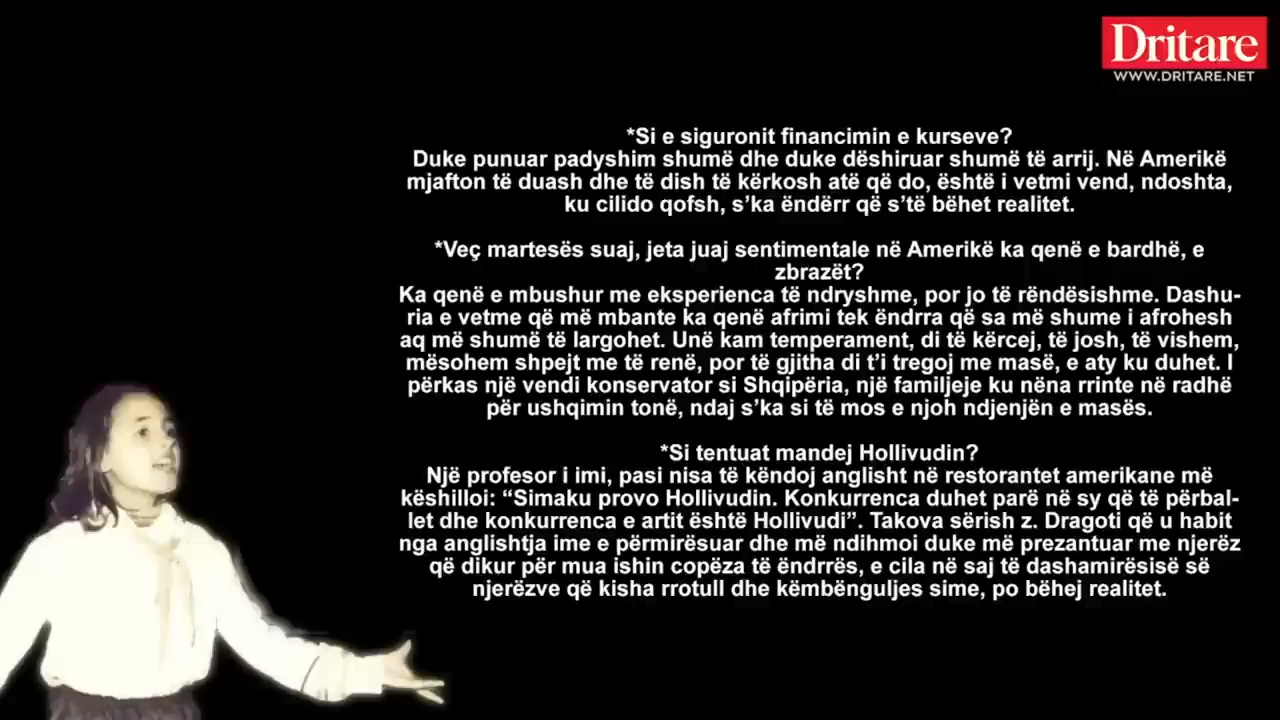 Dritare
WWW.DRITARE.NET
*Si e siguronit financimin e kurseve?
Duke punuar padyshim shumë dhe duke dëshiruar shumë të arrij. Në Amerikë
mjafton të duash dhe të dish të kërkosh atë që do, është i vetmi vend, ndoshta,
ku cilido qofsh, s’ka ëndërr që s’të bëhet realitet.
*Veç martesës suaj, jeta juaj sentimentale në Amerikë ka qenë e bardhë, e
zbrazët?
Ka qenë e mbushur me eksperienca të ndryshme, por jo të rëndësishme. Dashu-
ria e vetme që më mbante ka qenë afrimi tek ëndrra që sa më shume i afrohesh
aq më shumë të largohet. Unë kam temperament, di të kërcej, të josh, të vishem,
mësohem shpejt me të renë, por të gjitha di t’i tregoj me masë, e aty ku duhet. I
përkas një vendi konservator si Shqipëria, një familjeje ku nëna rrinte në radhë
për ushqimin tonë, ndaj s’ka si të mos e njoh ndjenjën e masës.
*Si tentuat mandej Hollivudin?
Një profesor i imi, pasi nisa të këndoj anglisht në restorantet amerikane më
këshilloi: “Simaku provo Hollivudin. Konkurrenca duhet parë në sy që të përbal-
let dhe konkurrenca e artit është Hollivudi”. Takova sërish z. Dragoti që u habit
nga anglishtja ime e përmirësuar dhe më ndihmoi duke më prezantuar me njerëz
që dikur për mua ishin copëza të ëndrrës, e cila në saj të dashamirësisë së
njerëzve që kisha rrotull dhe këmbënguljes sime, po bëhej realitet.